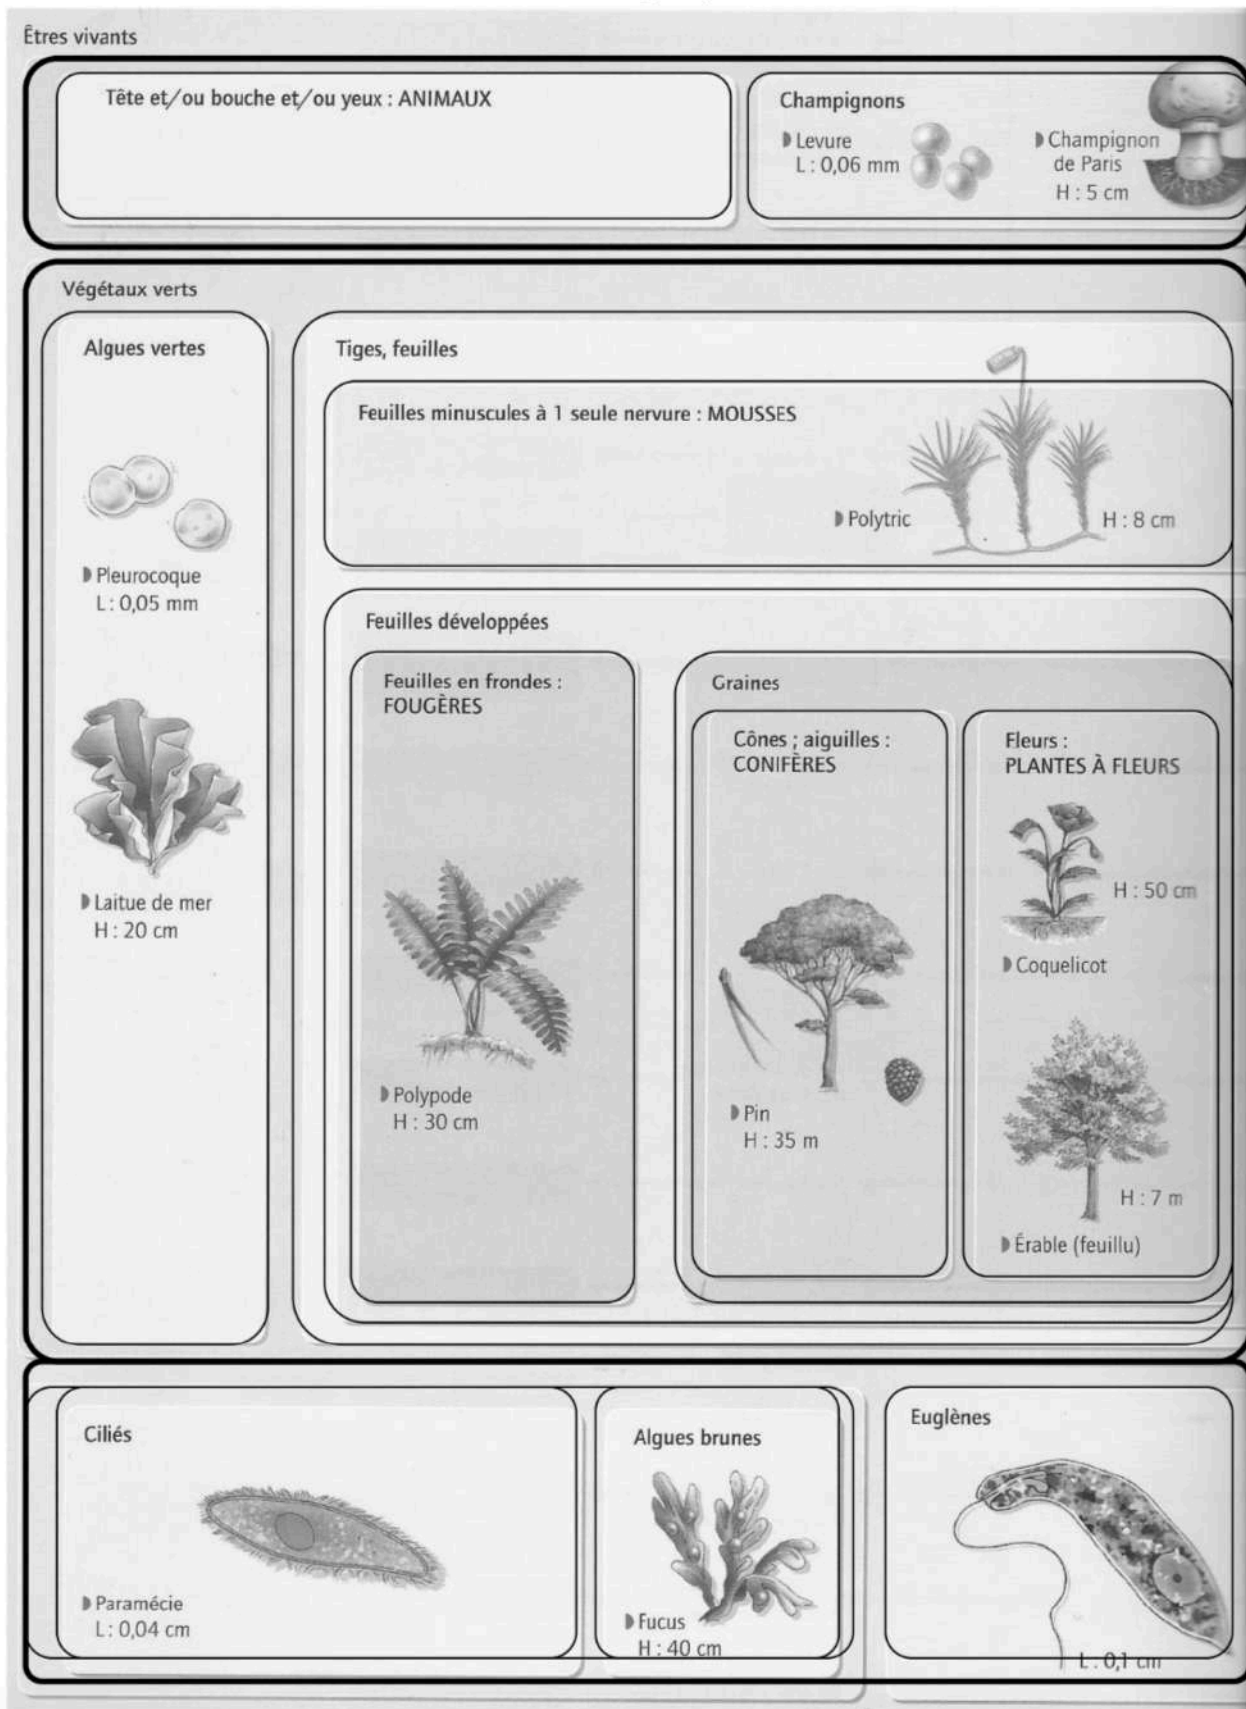 Êtres vivants
Tête et/ou bouche et/ou yeux : ANIMAUX
Champignons
Levure
L : 0,06 mm
Champignon
de Paris
H : 5 cm
Végétaux verts
Algues vertes
Pleurocoque
L : 0,05 mm
Laitue de mer
H : 20 cm
Tiges, feuilles
Feuilles minuscules à 1 seule nervure : MOUSSES
Polytric
H : 8 cm
Feuilles développées
Feuilles en frondes :
FOUGÈRES
Polypode
H : 30 cm
Graines
Cônes ; aiguilles :
CONIFÈRES
Pin
H : 35 m
Fleurs :
PLANTES À FLEURS
H : 50 cm
Coquelicot
H : 7 m
Érable (feuillu)
Ciliés
Paramécie
L : 0,04 cm
Algues brunes
Fucus
H : 40 cm
Euglènes
L : 0,1 cm